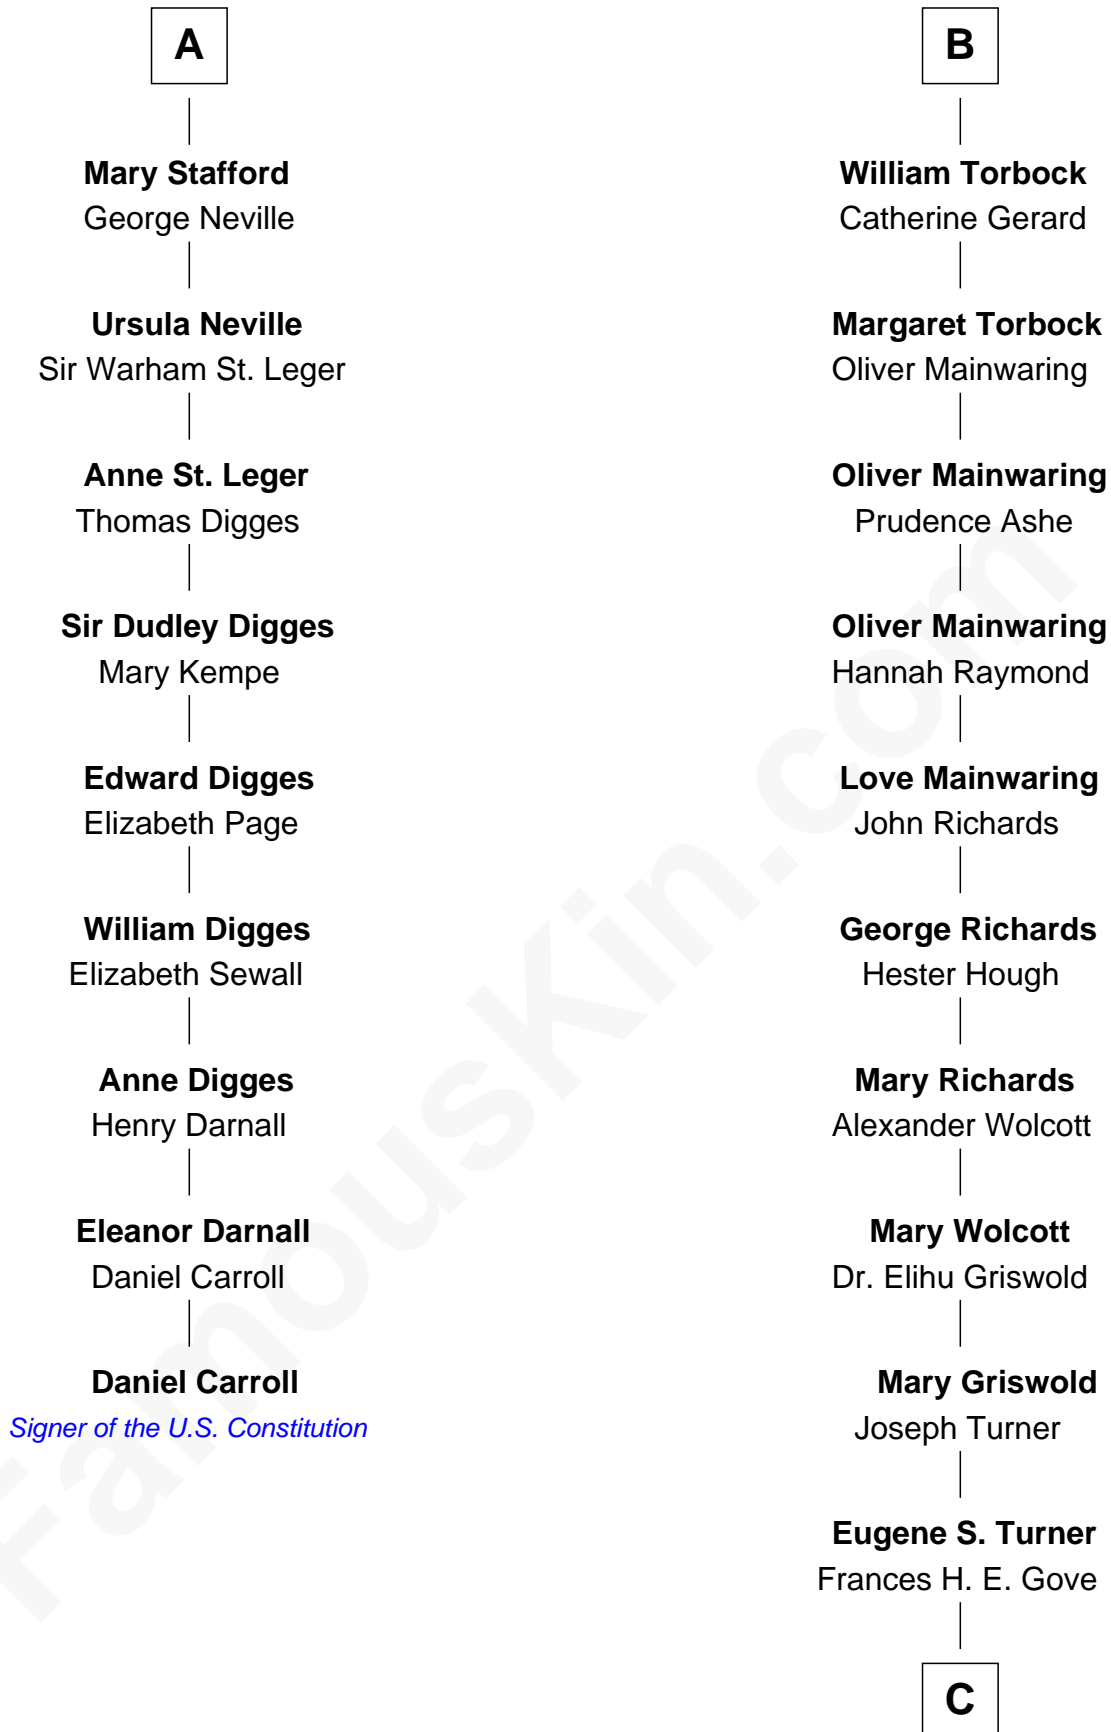 A
Mary Stafford
George Neville
Ursula Neville
Sir Warham St. Leger
Anne St. Leger
Thomas Digges
Sir Dudley Digges
Mary Kempe
Edward Digges
Elizabeth Page
William Digges
Elizabeth Sewall
Anne Digges
Henry Darnall
Eleanor Darnall
Daniel Carroll
Daniel Carroll
Signer of the U.S. Constitution
B
William Torbock
Catherine Gerard
Margaret Torbock
Oliver Mainwaring
Oliver Mainwaring
Prudence Ashe
Oliver Mainwaring
Hannah Raymond
Love Mainwaring
John Richards
George Richards
Hester Hough
Mary Richards
Alexander Wolcott
Mary Wolcott
Dr. Elihu Griswold
Mary Griswold
Joseph Turner
Eugene S. Turner
Frances H. E. Gove
C
FamousKin.com